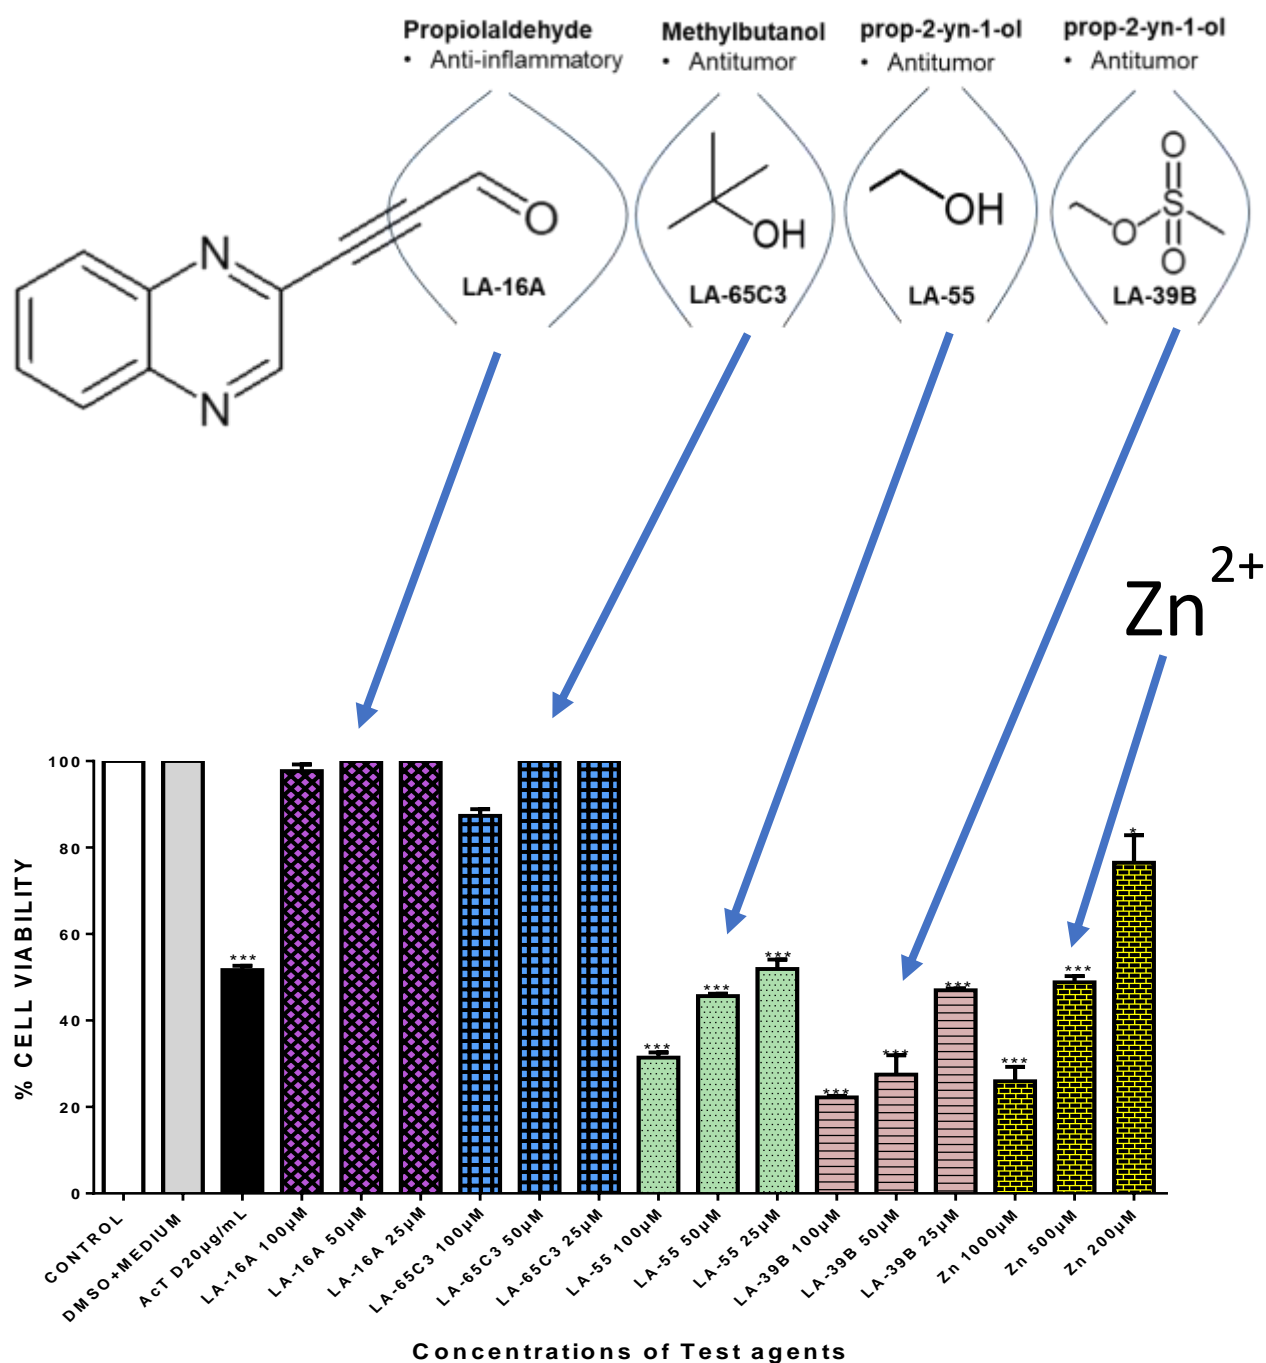 Propiolaldehyde
• Anti-inflammatory
Methylbutanol
• Antitumor
prop-2-yn-1-ol
• Antitumor
prop-2-yn-1-ol
• Antitumor
N
N
O
LA-16A
OH
LA-65C3
OH
LA-55
O
S
O
O
LA-39B
Zn2+
% CELL VIABILITY
100
80
60
40
20
0
***
***
***
***
***
***
***
***
***
*
CONTROL
DMSO+MEDIUM
AcT D20µg/mL
LA-16A 100µM
LA-16A 50µM
LA-16A 25µM
LA-65C3 100µM
LA-65C3 50µM
LA-65C3 25µM
LA-55 100µM
LA-55 50µM
LA-55 25µM
LA-39B 100µM
LA-39B 50µM
LA-39B 25µM
Zn 1000µM
Zn 500µM
Zn 200µM
Concentrations of Test agents